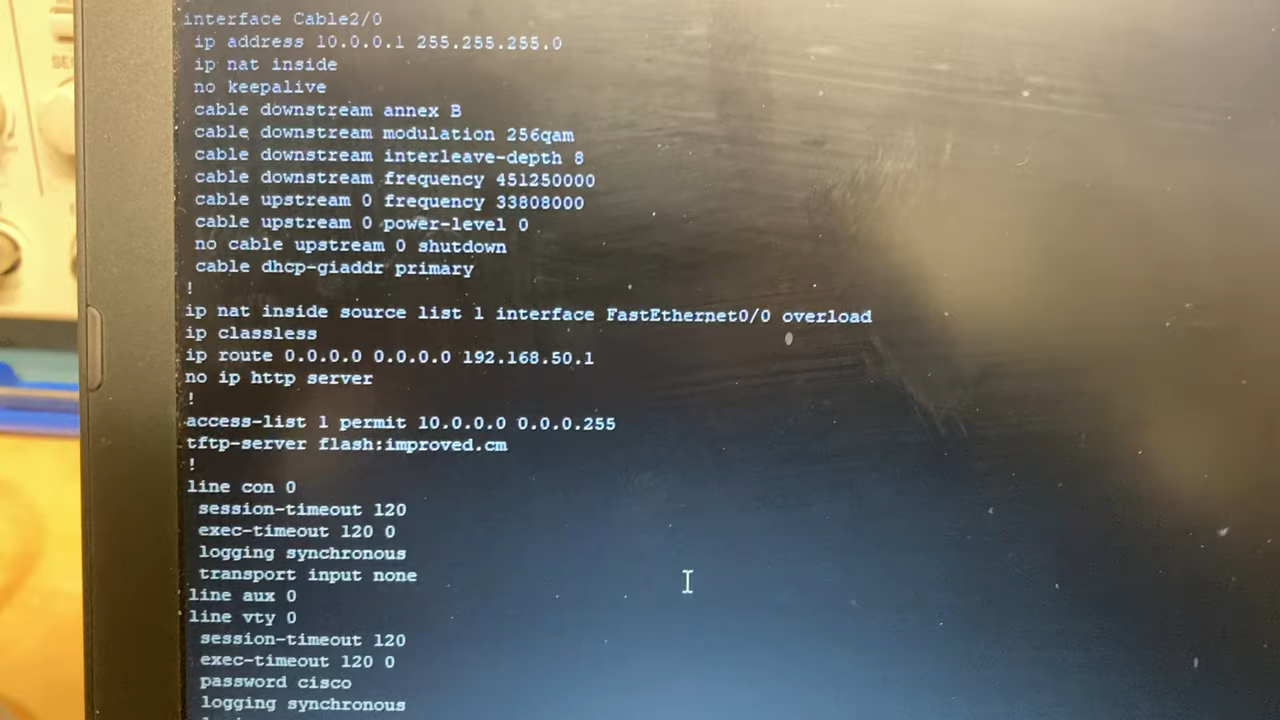 interface Cable2/0
ip address 10.0.0.1 255.255.255.0
ip nat inside
no keepalive
cable downstream annex B
cable downstream modulation 256qam
cable downstream interleave-depth 8
cable downstream frequency 451250000
cable upstream 0 frequency 33808000
cable upstream 0 power-level 0
no cable upstream 0 shutdown
cable dhcp-giaddr primary
!
ip nat inside source list 1 interface FastEthernet0/0 overload
ip classless
ip route 0.0.0.0 0.0.0.0 192.168.50.1
no ip http server
!
access-list 1 permit 10.0.0.0 0.0.0.255
tftp-server flash:improved.cm
!
line con 0
session-timeout 120
exec-timeout 120 0
logging synchronous
transport input none
line aux 0
line vty 0
session-timeout 120
exec-timeout 120 0
password cisco
logging synchronous